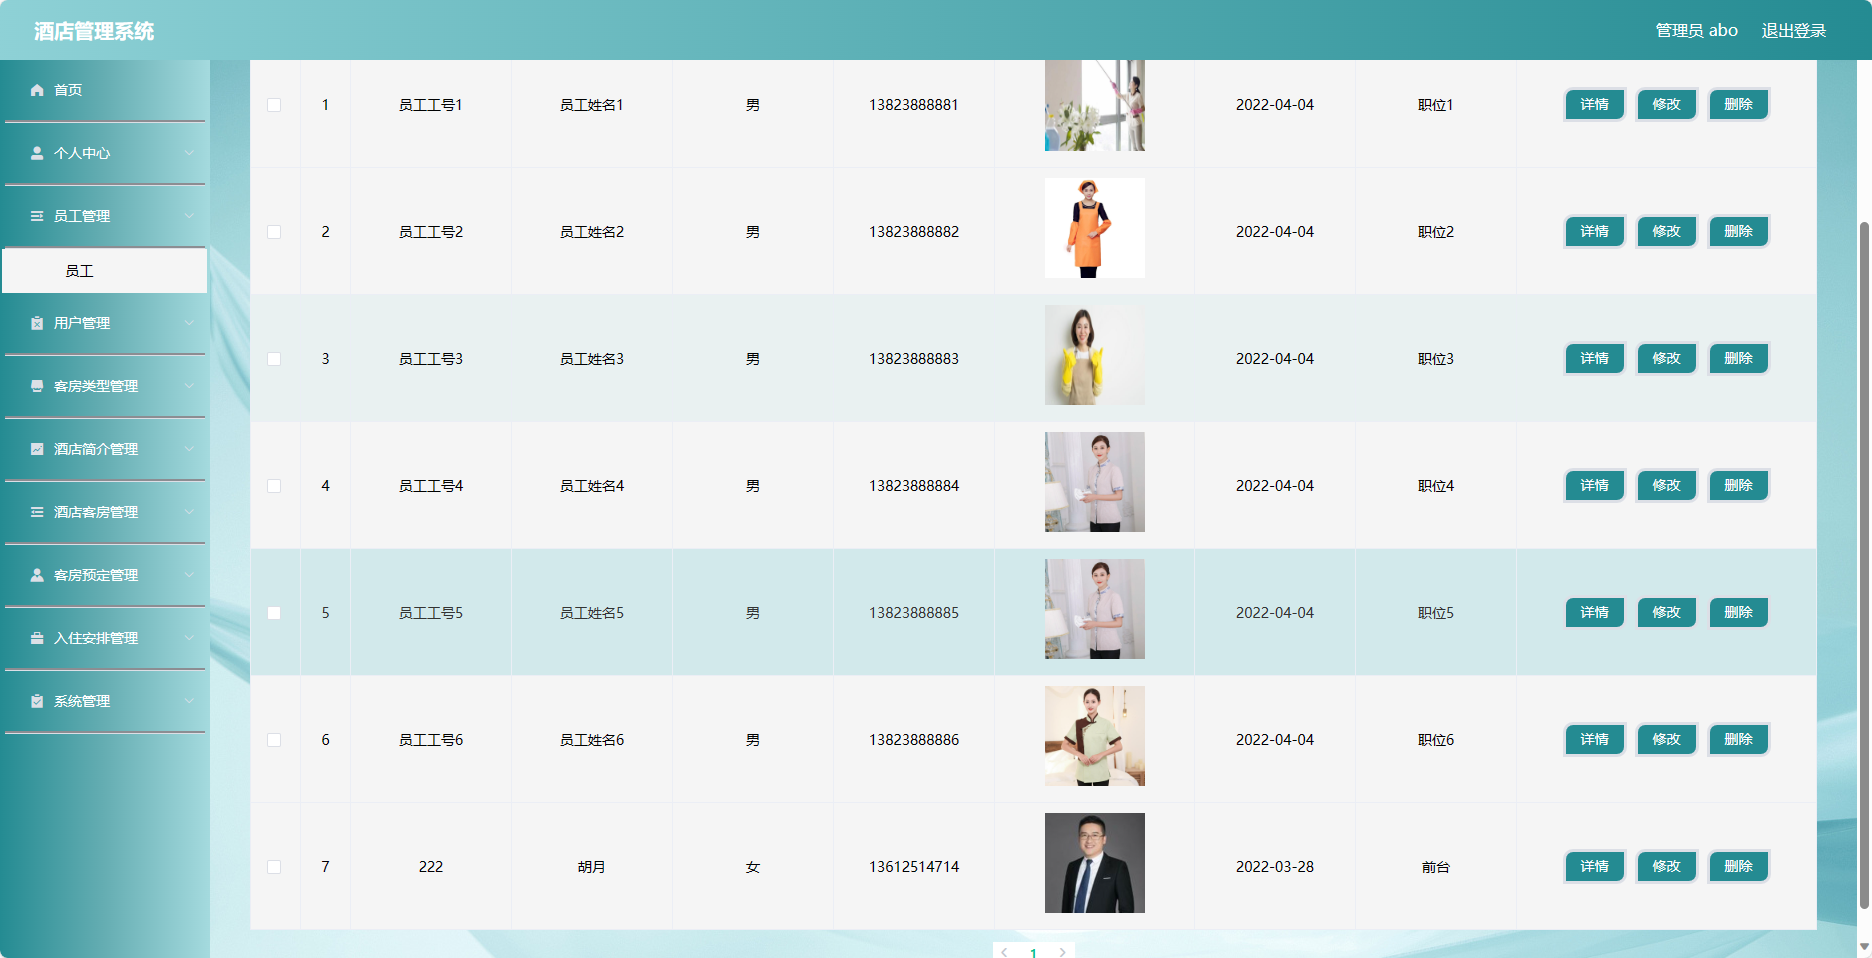 酒店管理系统
管理员 abo 退出登录
首页
个人中心
员工管理
员工
用户管理
客房类型管理
酒店简介管理
酒店客房管理
客房预定管理
入住安排管理
系统管理
1 员工工号1 员工姓名1 男 13823888881 2022-04-04 职位1 详情 修改 删除
2 员工工号2 员工姓名2 男 13823888882 2022-04-04 职位2 详情 修改 删除
3 员工工号3 员工姓名3 男 13823888883 2022-04-04 职位3 详情 修改 删除
4 员工工号4 员工姓名4 男 13823888884 2022-04-04 职位4 详情 修改 删除
5 员工工号5 员工姓名5 男 13823888885 2022-04-04 职位5 详情 修改 删除
6 员工工号6 员工姓名6 男 13823888886 2022-04-04 职位6 详情 修改 删除
7 222 胡月 女 13612514714 2022-03-28 前台 详情 修改 删除
1